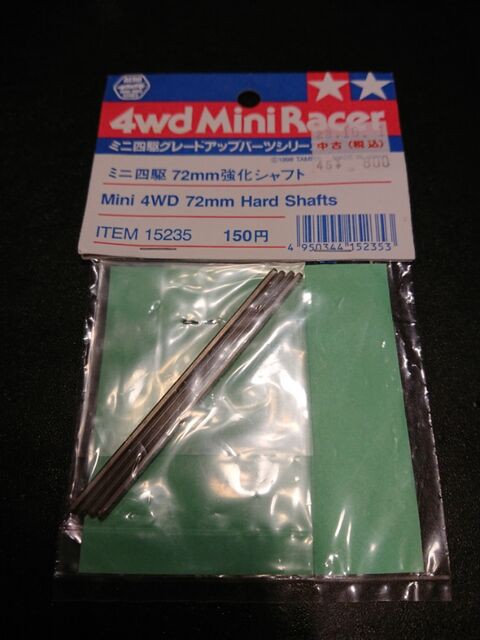 4wd Mini Racer
ミニ四駆グレードアップパーツシリー
中古(税込)
©1998
ミニ四駆 72mm強化シャフト
800
Mini 4WD 72mm Hard Shafts
ITEM 15235 150円
4 950344 152353